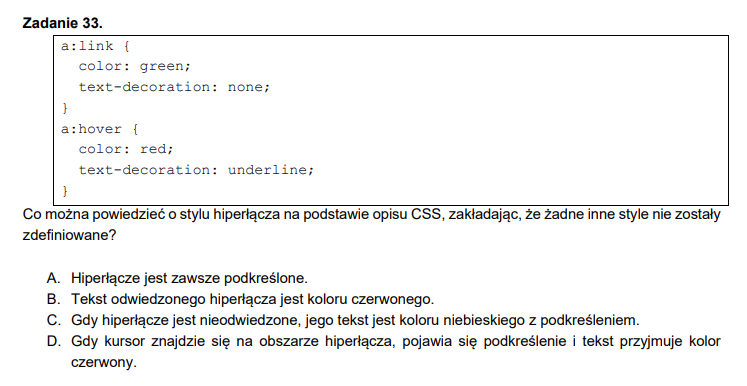 Zadanie 33.
a:link {
color: green;
text-decoration: none;
}
a:hover {
color: red;
text-decoration: underline;
}
Co można powiedzieć o stylu hiperłącza na podstawie opisu CSS, zakładając, że żadne inne style nie zostały
zdefiniowane?
A. Hiperłącze jest zawsze podkreślone.
B. Tekst odwiedzonego hiperłącza jest koloru czerwonego.
C. Gdy hiperłącze jest nieodwiedzone, jego tekst jest koloru niebieskiego z podkreśleniem.
D. Gdy kursor znajdzie się na obszarze hiperłącza, pojawia się podkreślenie i tekst przyjmuje kolor
czerwony.